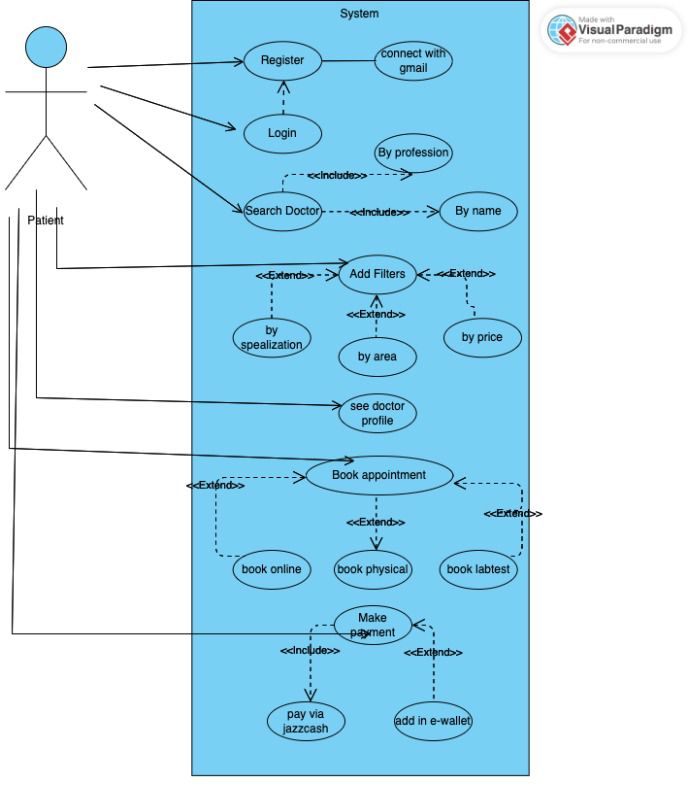 System
Made with
VisualParadigm
For non-commercial use
Register
connect with
gmail
Login
By profession
<<Include>>
Search Doctor
<<Include>>
By name
Patient
<<Extend>>
Add Filters
<<Extend>>
<<Extend>>
by
spealization
by area
by price
see doctor
profile
Book appointment
<<Extend>>
<<Extend>>
<<Extend>>
book online
book physical
book labtest
Make
payment
<<Include>>
<<Extend>>
pay via
jazzcash
add in e-wallet